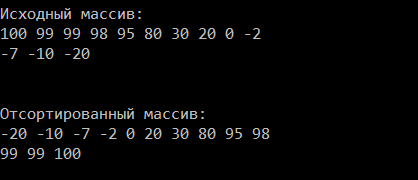 Исходный массив:
100 99 99 98 95 80 30 20 0 -2
-7 -10 -20
Отсортированный массив:
-20 -10 -7 -2 0 20 30 80 95 98
99 99 100